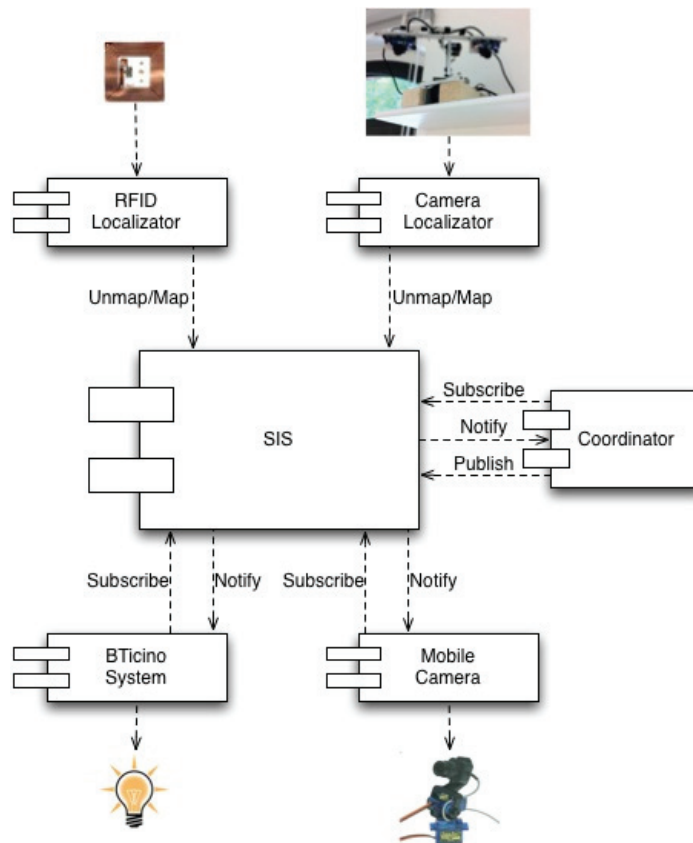 RFID
Localizator
Camera
Localizator
Unmap/Map
Unmap/Map
SIS
Subscribe
Notify
Publish
Coordinator
Subscribe
Notify
Subscribe
Notify
BTicino
System
Mobile
Camera